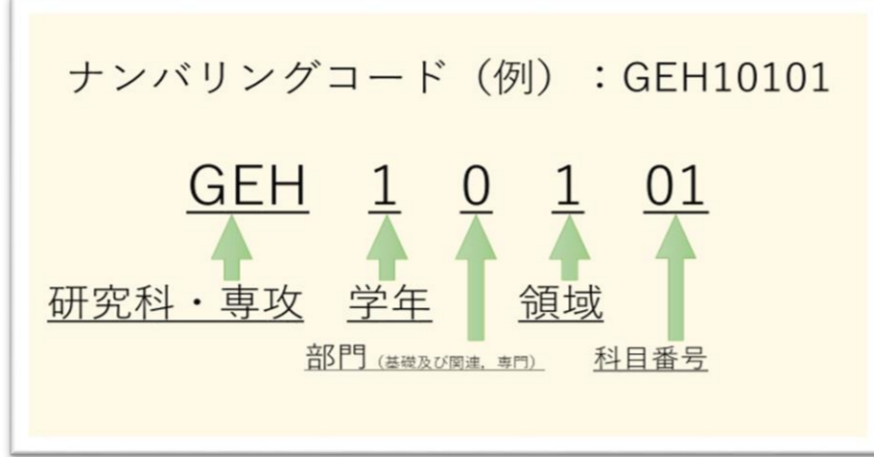 ナンバリングコード（例）：GEH10101
GEH 1 0 1 01
研究科・専攻 学年 領域
部門（基礎及び関連，専門） 科目番号